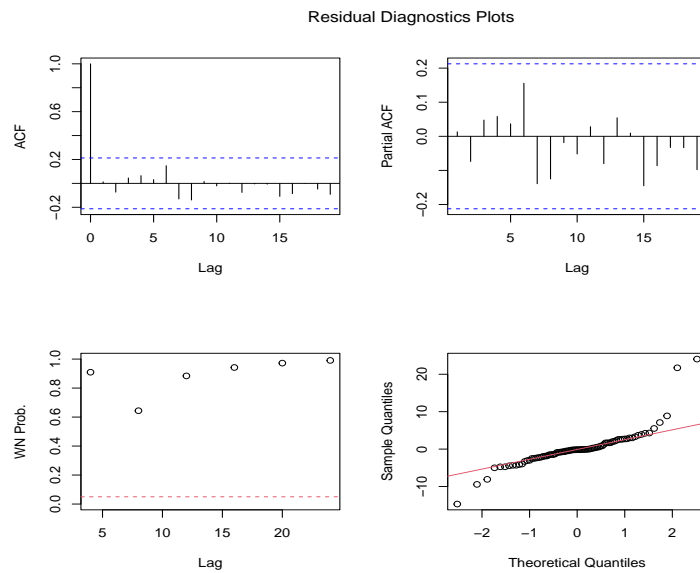 Residual Diagnostics Plots
ACF
1.0
0.6
0.2
−0.2
0 5 10 15
Lag
Partial ACF
0.2
0.0
−0.2
5 10 15
Lag
WN Prob.
1.0
0.8
0.6
0.4
0.2
0.0
5 10 15 20
Lag
Sample Quantiles
20
10
0
−10
−2 −1 0 1 2
Theoretical Quantiles